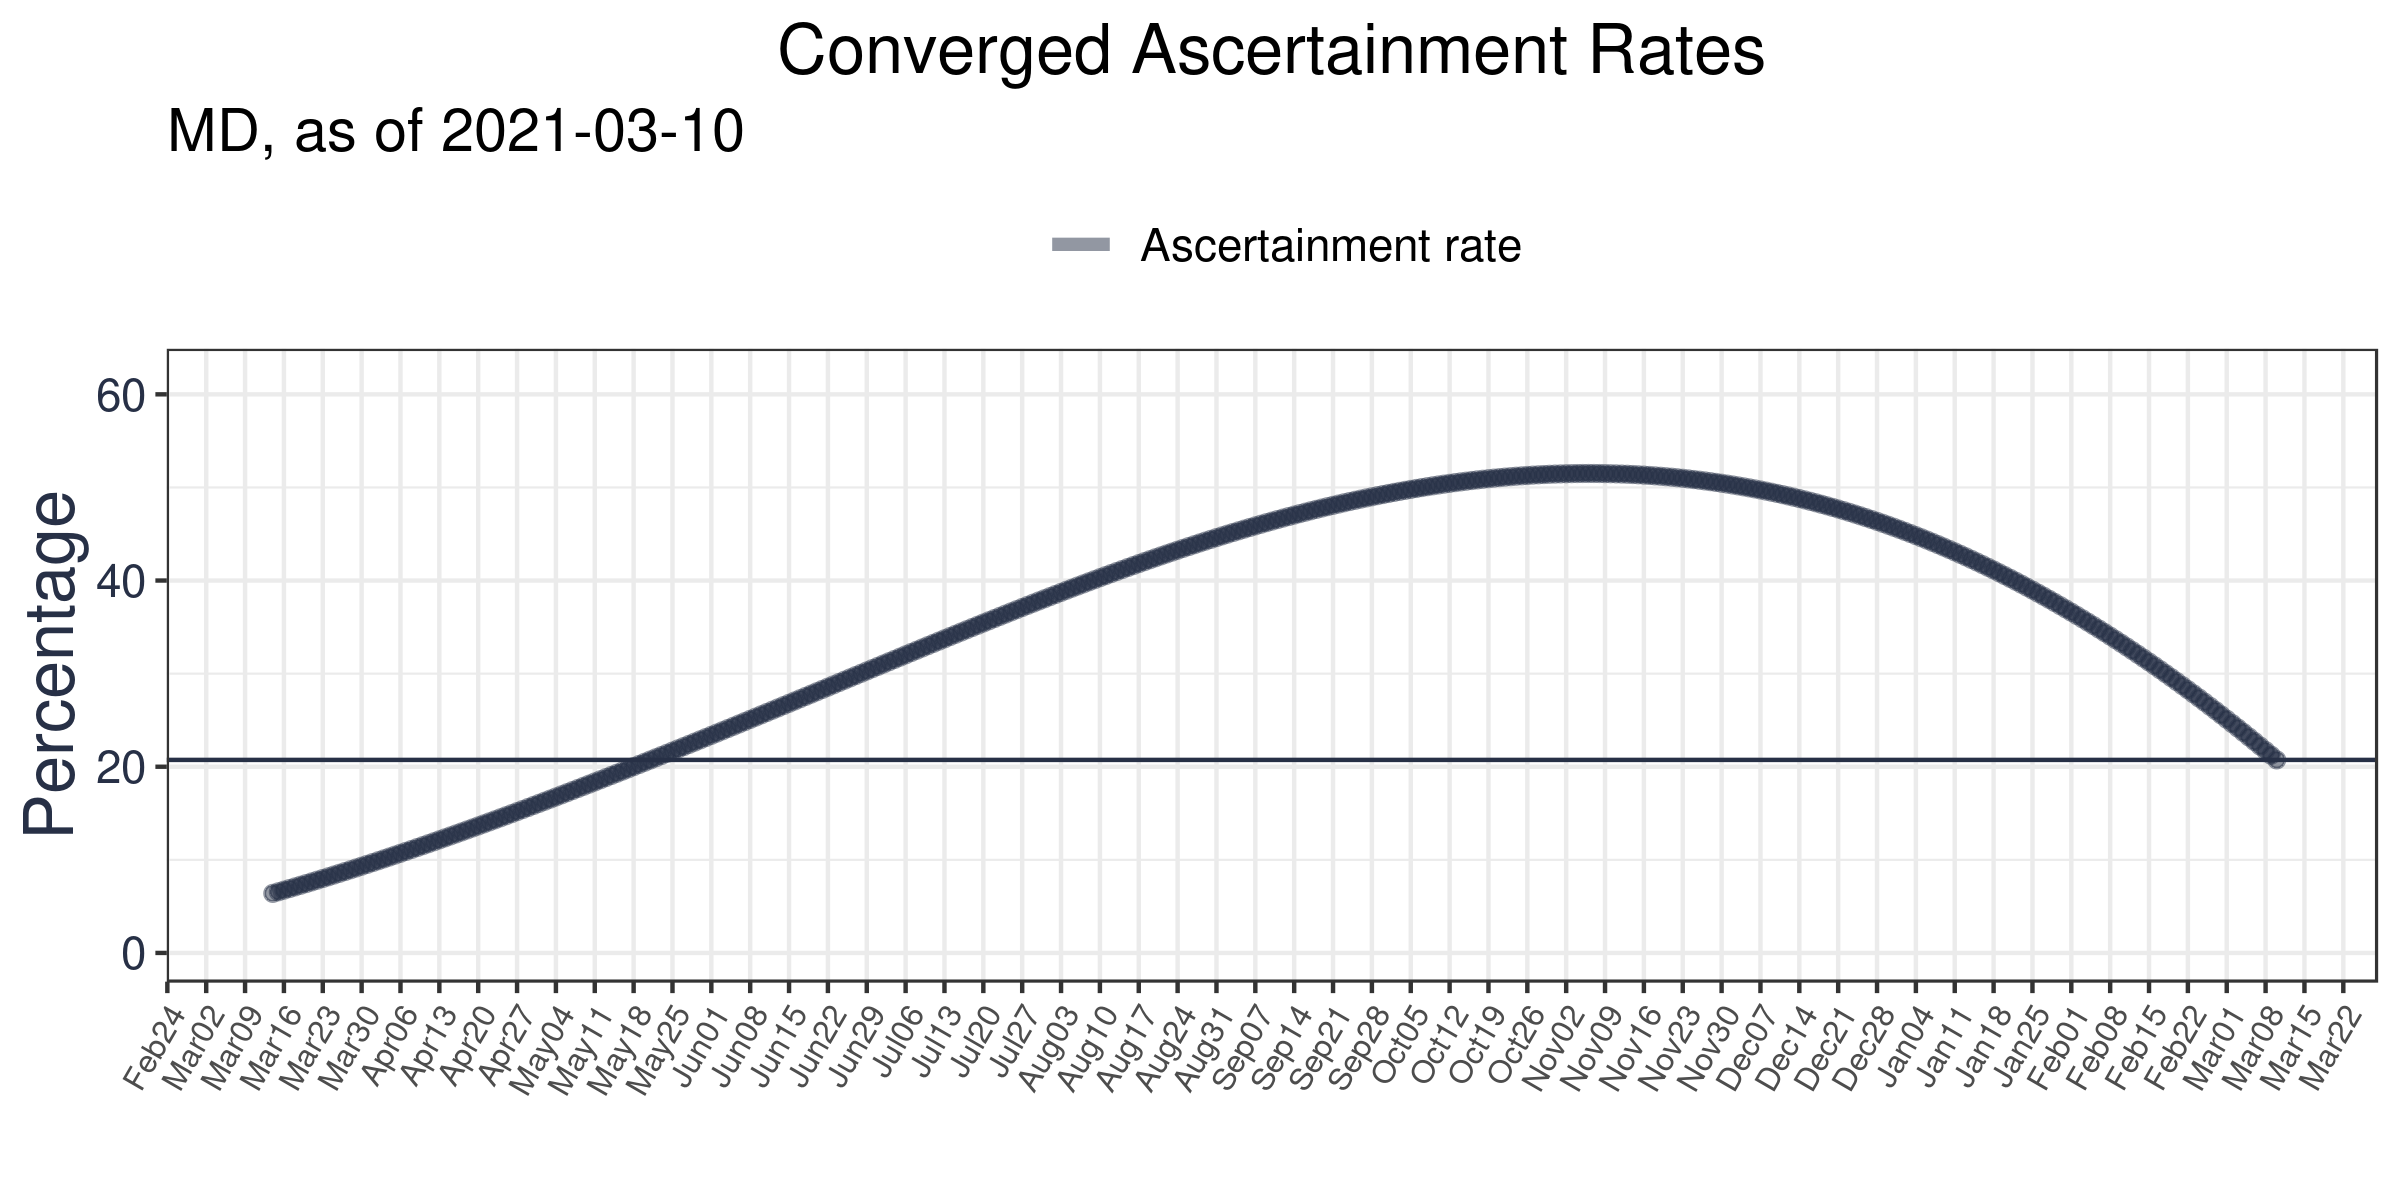 Converged Ascertainment Rates
MD, as of 2021-03-10
Ascertainment rate
Percentage
60
40
20
0
Feb24
Mar02
Mar09
Mar16
Mar23
Mar30
Apr06
Apr13
Apr20
Apr27
May04
May11
May18
May25
Jun01
Jun08
Jun15
Jun22
Jun29
Jul06
Jul13
Jul20
Jul27
Aug03
Aug10
Aug17
Aug24
Aug31
Sep07
Sep14
Sep21
Sep28
Oct05
Oct12
Oct19
Oct26
Nov02
Nov09
Nov16
Nov23
Nov30
Dec07
Dec14
Dec21
Dec28
Jan04
Jan11
Jan18
Jan25
Feb01
Feb08
Feb15
Feb22
Mar01
Mar08
Mar15
Mar22